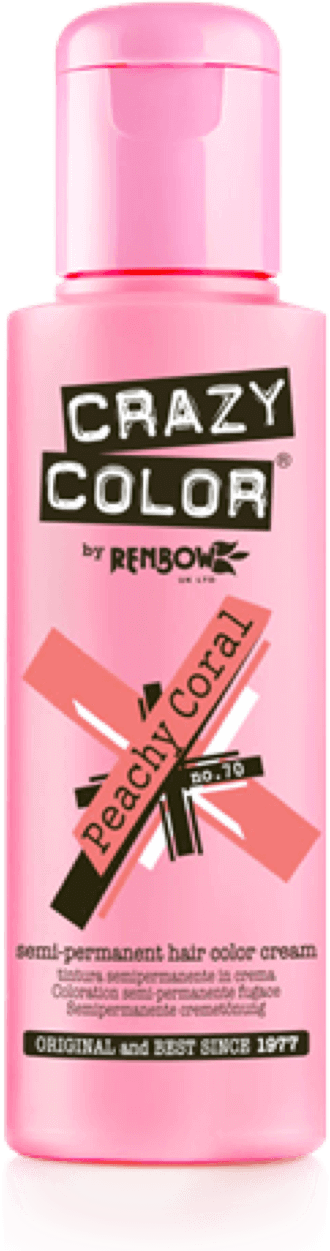 CRAZY
COLOR®
by RENBOW
UK LTD
Peachy Coral
no.70
semi-permanent hair color cream
tintura semipermanente in crema
Coloration semi-permanente fugace
Semipermanente cremetönung
ORIGINAL and BEST SINCE 1977